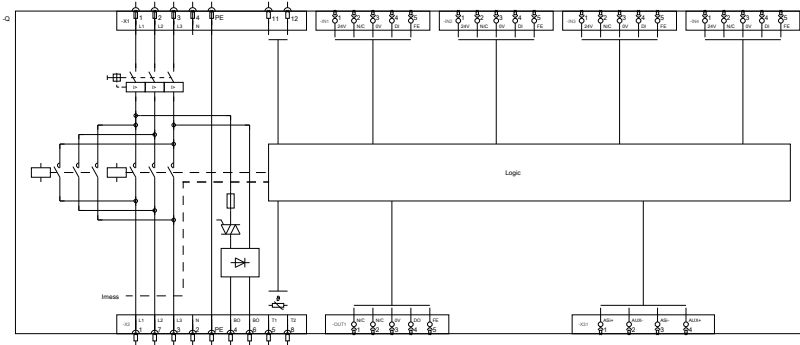 -Q
-X1 1 2 3 4 PE 11 12
L1 L2 L3 N
-IN1 1 2 3 4 5
24V N/C 0V DI FE
-IN2 1 2 3 4 5
24V N/C 0V DI FE
-IN3 1 2 3 4 5
24V N/C 0V DI FE
-IN4 1 2 3 4 5
24V N/C 0V DI FE
I> I> I>
Logic
Imess
ϑ
-X2 L1 L2 L3 N BO BO T1 T2
1 7 3 2 PE 4 6 5 8
-OUT1 N/C N/C 0V DO FE
1 2 3 4 5
-XS1 ASi+ AUX- ASi- AUX+
1 2 3 4